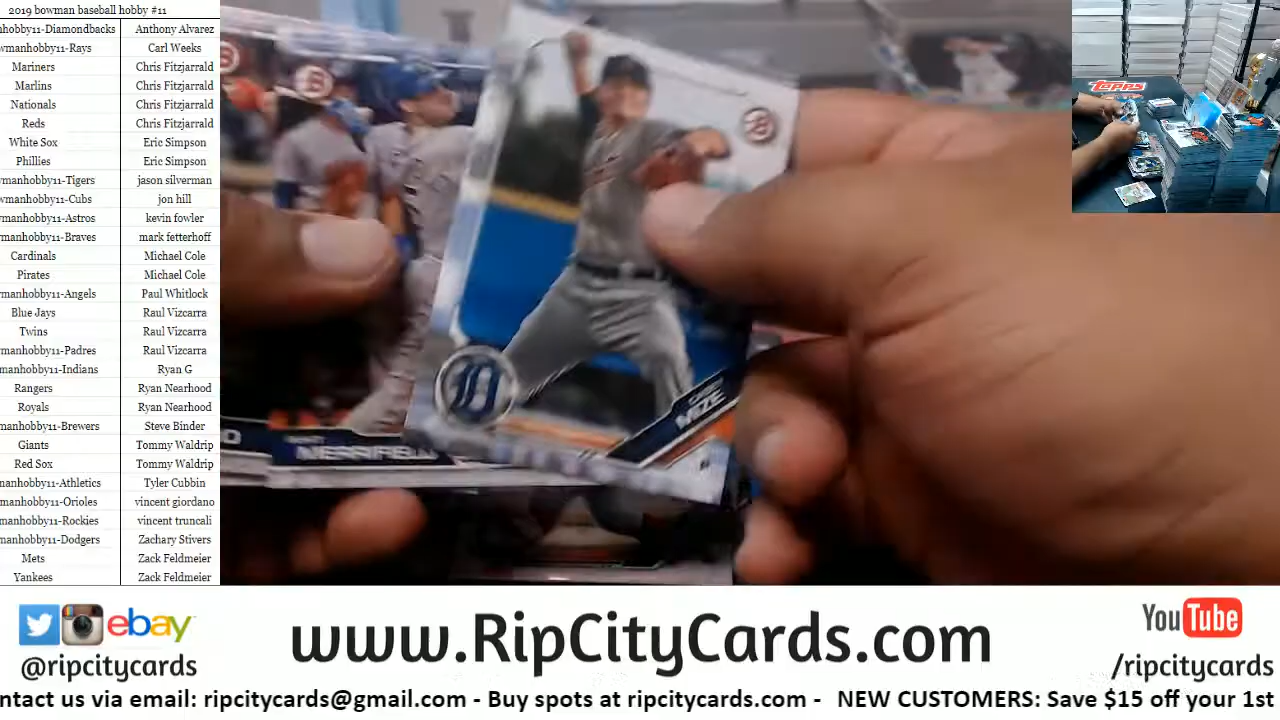 2019 bowman baseball hobby #11
nhobby11-Diamondbacks Anthony Alvarez
wmanhobby11-Rays Carl Weeks
Mariners Chris Fitzjarrald
Marlins Chris Fitzjarrald
Nationals Chris Fitzjarrald
Reds Chris Fitzjarrald
White Sox Eric Simpson
Phillies Eric Simpson
wmanhobby11-Tigers jason silverman
wmanhobby11-Cubs jon hill
manhobby11-Astros kevin fowler
manhobby11-Braves mark fetterhoff
Cardinals Michael Cole
Pirates Michael Cole
manhobby11-Angels Paul Whitlock
Blue Jays Raul Vizcarra
Twins Raul Vizcarra
manhobby11-Padres Raul Vizcarra
manhobby11-Indians Ryan G
Rangers Ryan Nearhood
Royals Ryan Nearhood
manhobby11-Brewers Steve Binder
Giants Tommy Waldrip
Red Sox Tommy Waldrip
manhobby11-Athletics Tyler Cubbin
manhobby11-Orioles vincent giordano
manhobby11-Rockies vincent truncali
manhobby11-Dodgers Zachary Stivers
Mets Zack Feldmeier
Yankees Zack Feldmeier
topps
B
D
CASEY
MIZE
MERRIFIELD
ebay
@ripcitycards
www.RipCityCards.com
YouTube
/ripcitycards
ntact us via email: ripcitycards@gmail.com - Buy spots at ripcitycards.com - NEW CUSTOMERS: Save $15 off your 1st